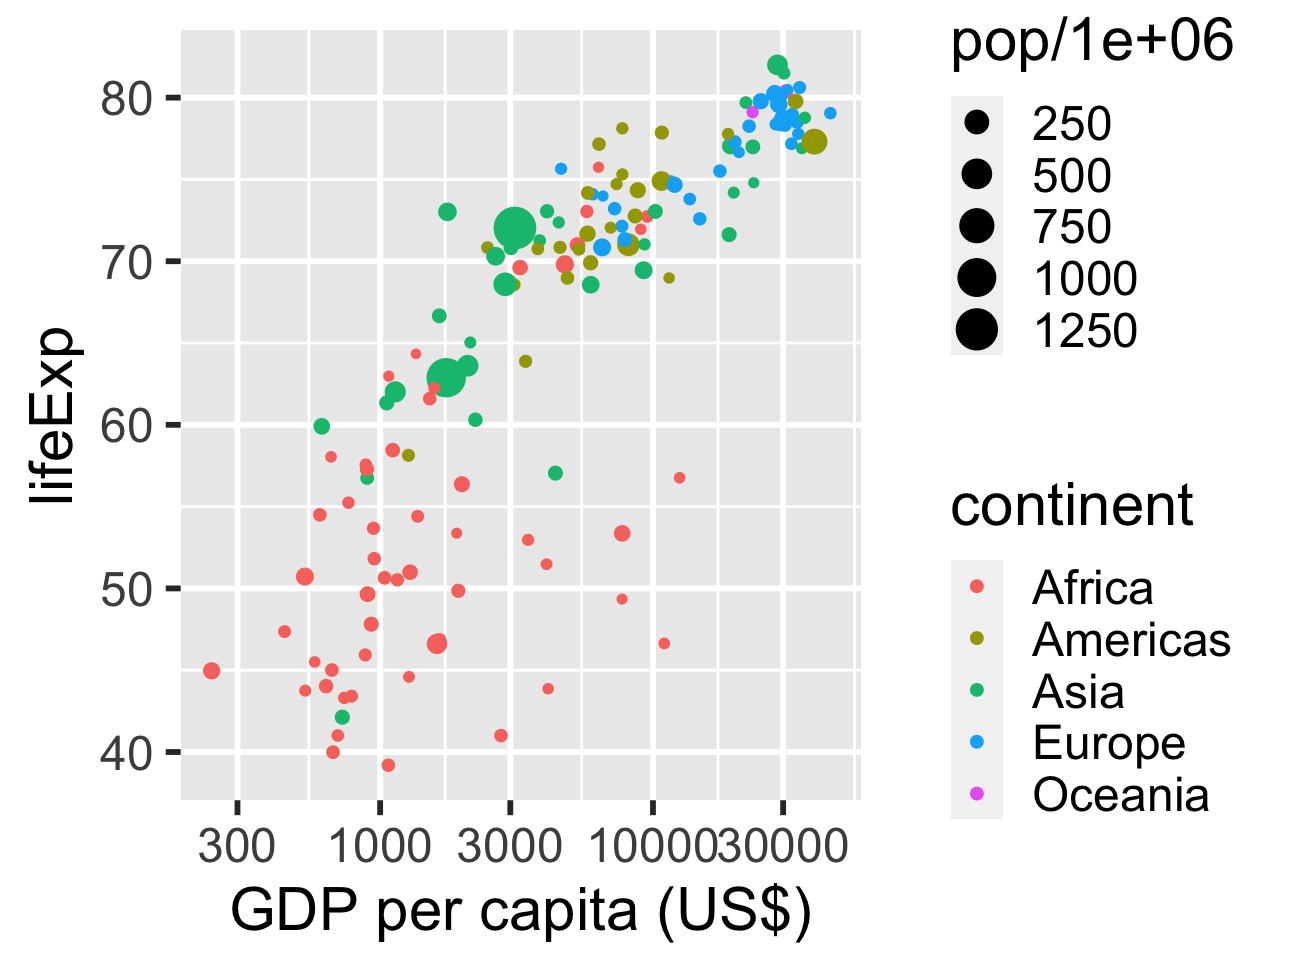 pop/1e+06
250
500
750
1000
1250
continent
Africa
Americas
Asia
Europe
Oceania
lifeExp
80
70
60
50
40
300 1000 3000 10000 30000
GDP per capita (US$)